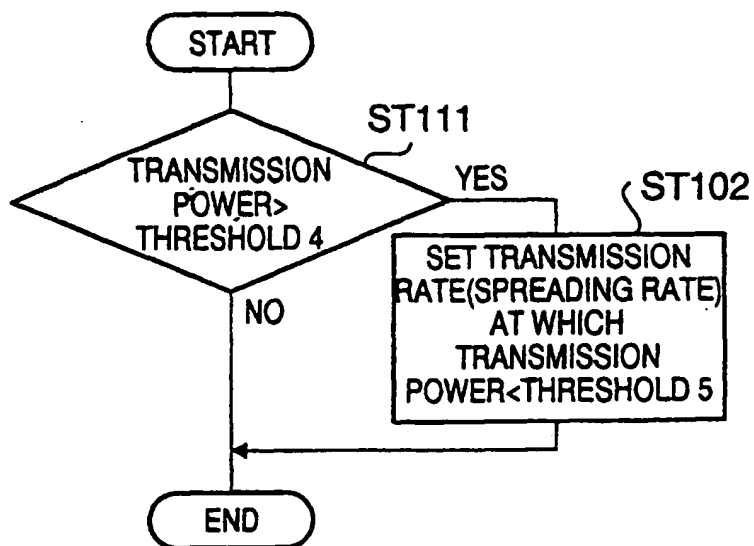 START
ST111
TRANSMISSION
POWER>
THRESHOLD 4
YES
ST102
SET TRANSMISSION
RATE(SPREADING RATE)
AT WHICH
TRANSMISSION
POWER<THRESHOLD 5
NO
END